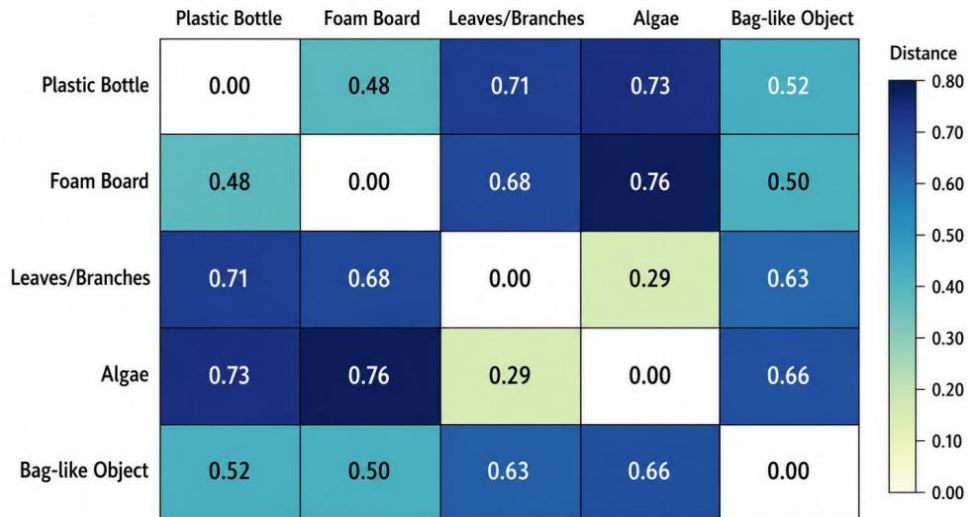 Plastic Bottle Foam Board Leaves/Branches Algae Bag-like Object
Distance
Plastic Bottle 0.00 0.48 0.71 0.73 0.52
Foam Board 0.48 0.00 0.68 0.76 0.50
Leaves/Branches 0.71 0.68 0.00 0.29 0.63
Algae 0.73 0.76 0.29 0.00 0.66
Bag-like Object 0.52 0.50 0.63 0.66 0.00
0.80
0.70
0.60
0.50
0.40
0.30
0.20
0.10
0.00